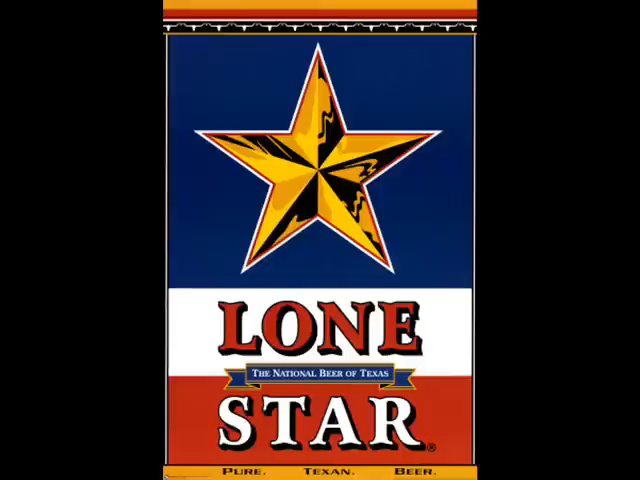 LONE
THE NATIONAL BEER OF TEXAS
STAR®
PURE. TEXAN. BEER.